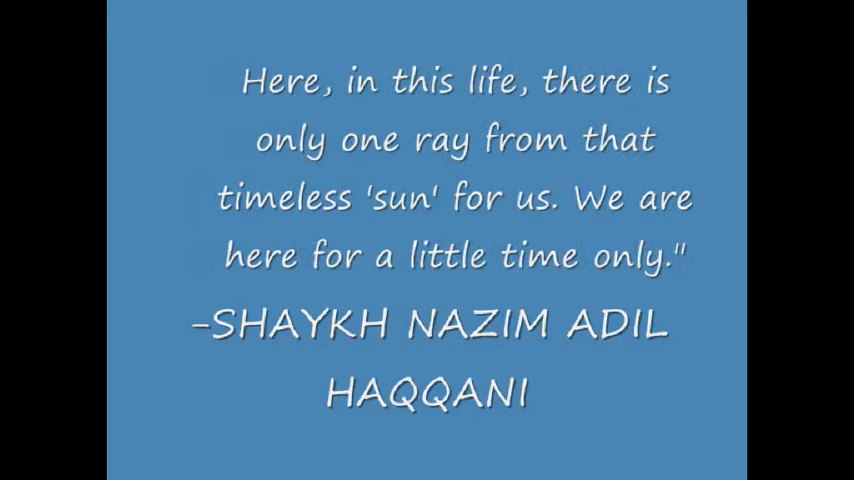 Here, in this life, there is
only one ray from that
timeless 'sun' for us. We are
here for a little time only."
-SHAYKH NAZIM ADIL
HAQQANI